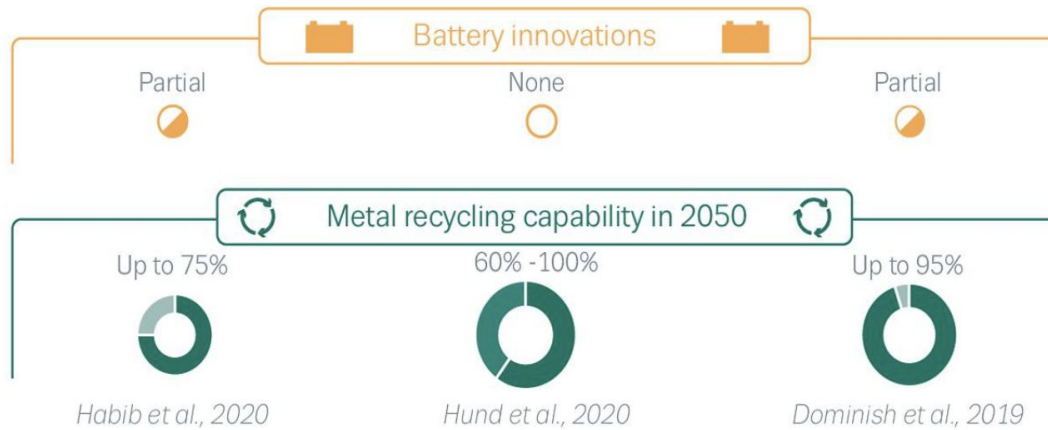 Battery innovations
Partial
None
Partial
Metal recycling capability in 2050
Up to 75%
60% -100%
Up to 95%
Habib et al., 2020
Hund et al., 2020
Dominish et al., 2019